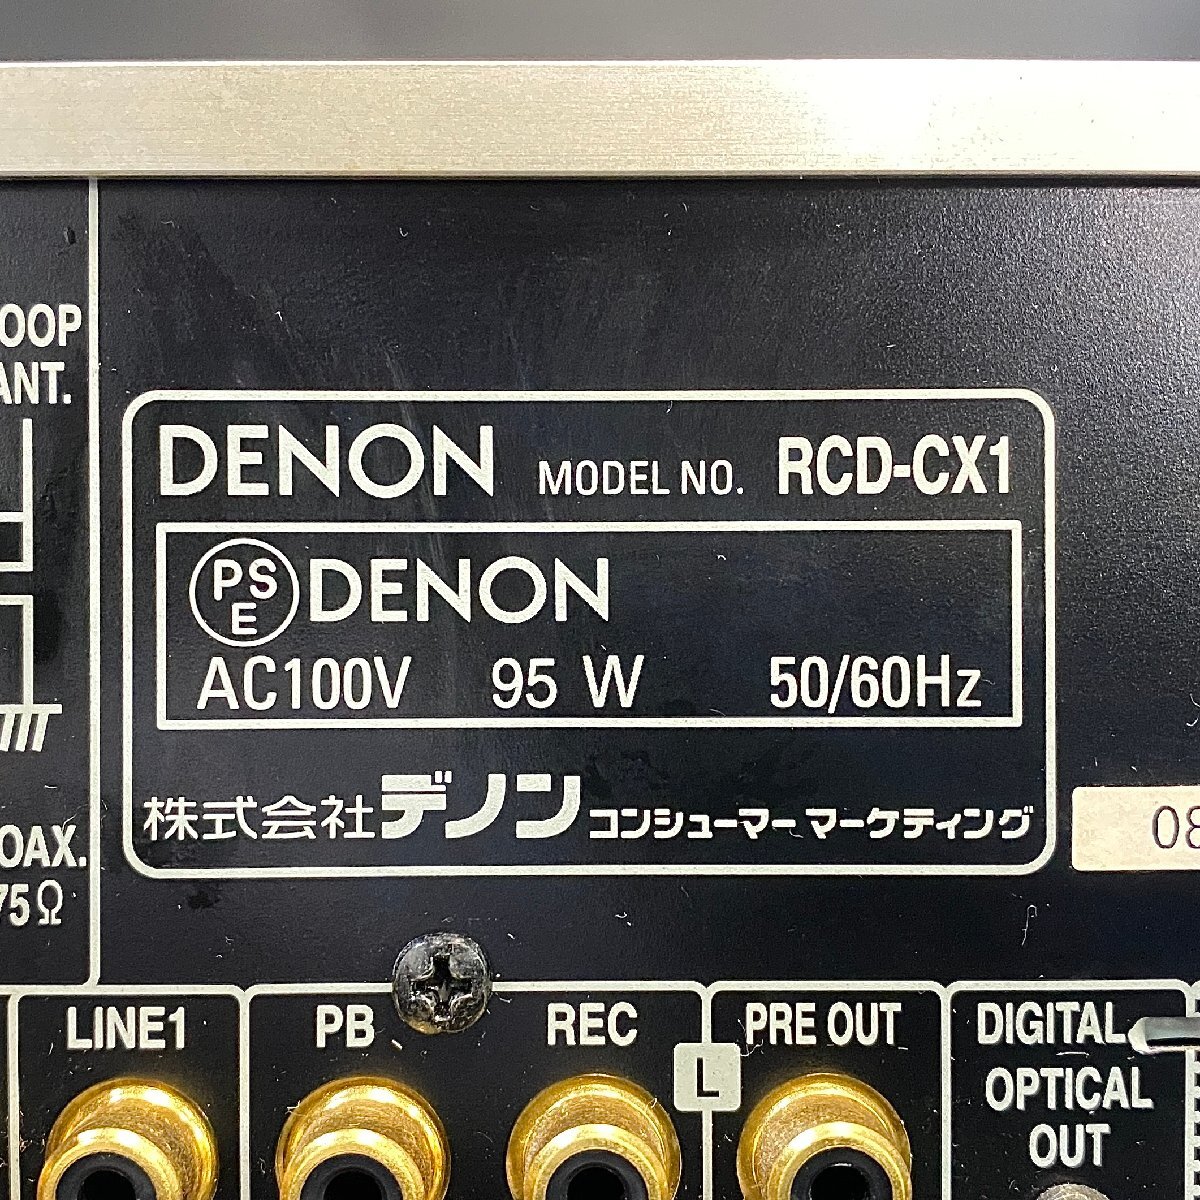 OOP
ANT.
DENON MODEL NO. RCD-CX1
PSE DENON
AC100V 95 W 50/60Hz
株式会社デノン コンシューマー マーケティング
08
OAX.
75Ω
LINE1
PB
REC
PRE OUT
L
DIGITAL
OPTICAL
OUT